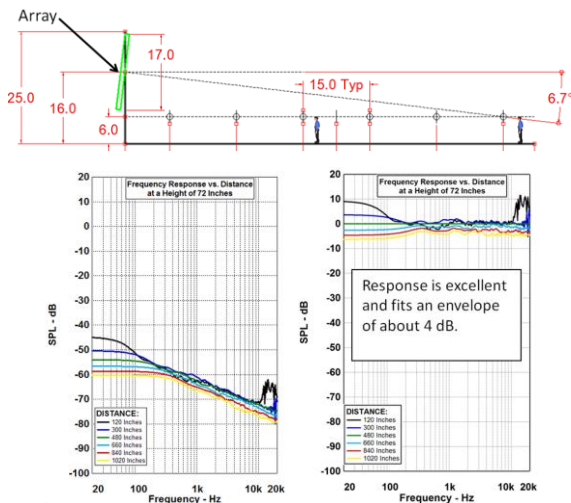 Array
17.0
15.0 Typ
25.0
16.0
6.7°
6.0
Frequency Response vs. Distance
at a Height of 72 Inches
20
10
0
-10
-20
-30
-40
-50
-60
-70
-80
-90
-100
SPL - dB
DISTANCE:
120 Inches
300 Inches
480 Inches
660 Inches
840 Inches
1020 Inches
20
100
1k
10k
20k
Frequency - Hz
Frequency Response vs. Distance
at a Height of 72 Inches
20
10
0
-10
-20
-30
-40
-50
-60
-70
-80
-90
-100
SPL - dB
Response is excellent
and fits an envelope
of about 4 dB.
DISTANCE:
120 Inches
300 Inches
480 Inches
660 Inches
840 Inches
1020 Inches
20
100
1k
10k
20k
Frequency - Hz